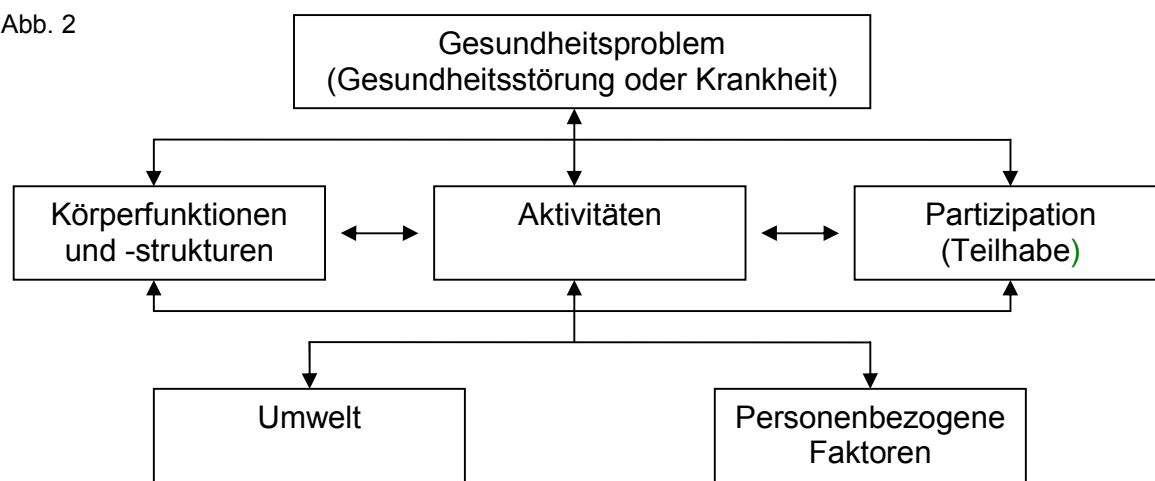 Abb. 2
Gesundheitsproblem
(Gesundheitsstörung oder Krankheit)
Körperfunktionen
und -strukturen
Aktivitäten
Partizipation
(Teilhabe)
Umwelt
Personenbezogene
Faktoren